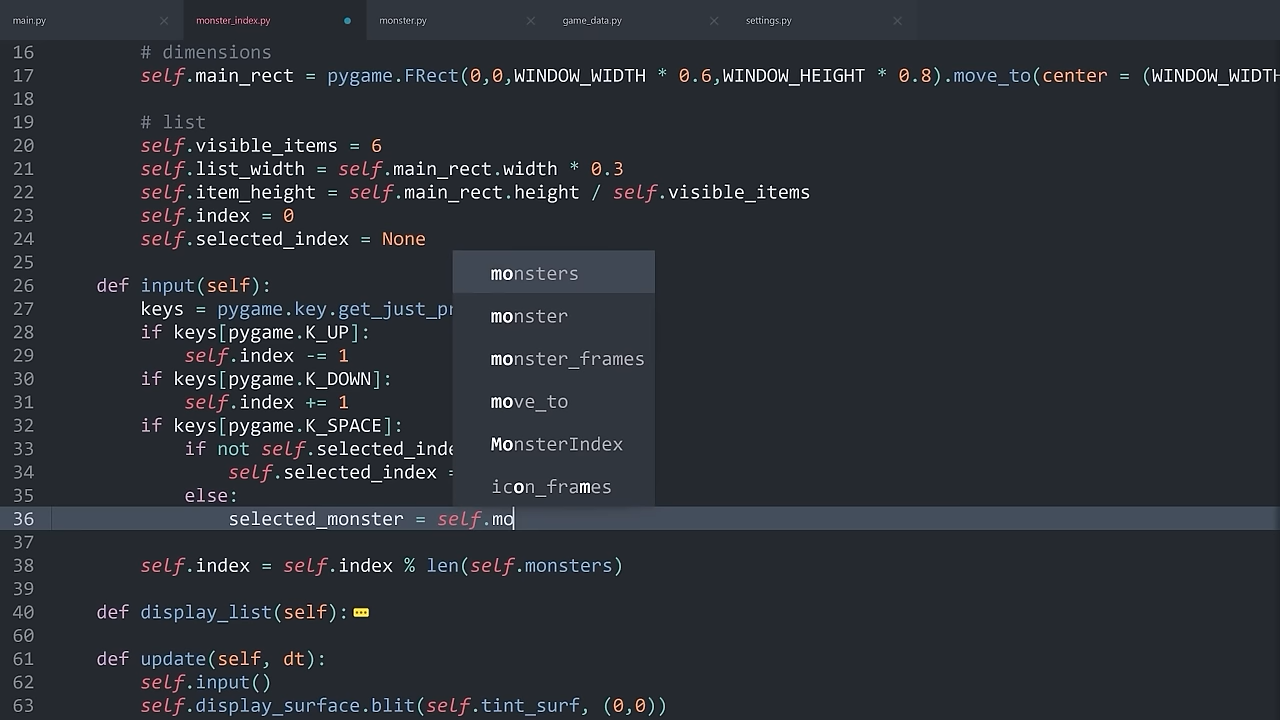 main.py
monster_index.py
monster.py
game_data.py
settings.py
16 # dimensions
17 self.main_rect = pygame.FRect(0,0,WINDOW_WIDTH * 0.6,WINDOW_HEIGHT * 0.8).move_to(center = (WINDOW_WIDTH
18
19 # list
20 self.visible_items = 6
21 self.list_width = self.main_rect.width * 0.3
22 self.item_height = self.main_rect.height / self.visible_items
23 self.index = 0
24 self.selected_index = None
25
26 def input(self):
27 keys = pygame.key.get_just_pr
28 if keys[pygame.K_UP]:
29 self.index -= 1
30 if keys[pygame.K_DOWN]:
31 self.index += 1
32 if keys[pygame.K_SPACE]:
33 if not self.selected_inde
34 self.selected_index =
35 else:
36 selected_monster = self.mo
37
38 self.index = self.index % len(self.monsters)
39
40 def display_list(self):
60
61 def update(self, dt):
62 self.input()
63 self.display_surface.blit(self.tint_surf, (0,0))
monsters
monster
monster_frames
move_to
MonsterIndex
icon_frames